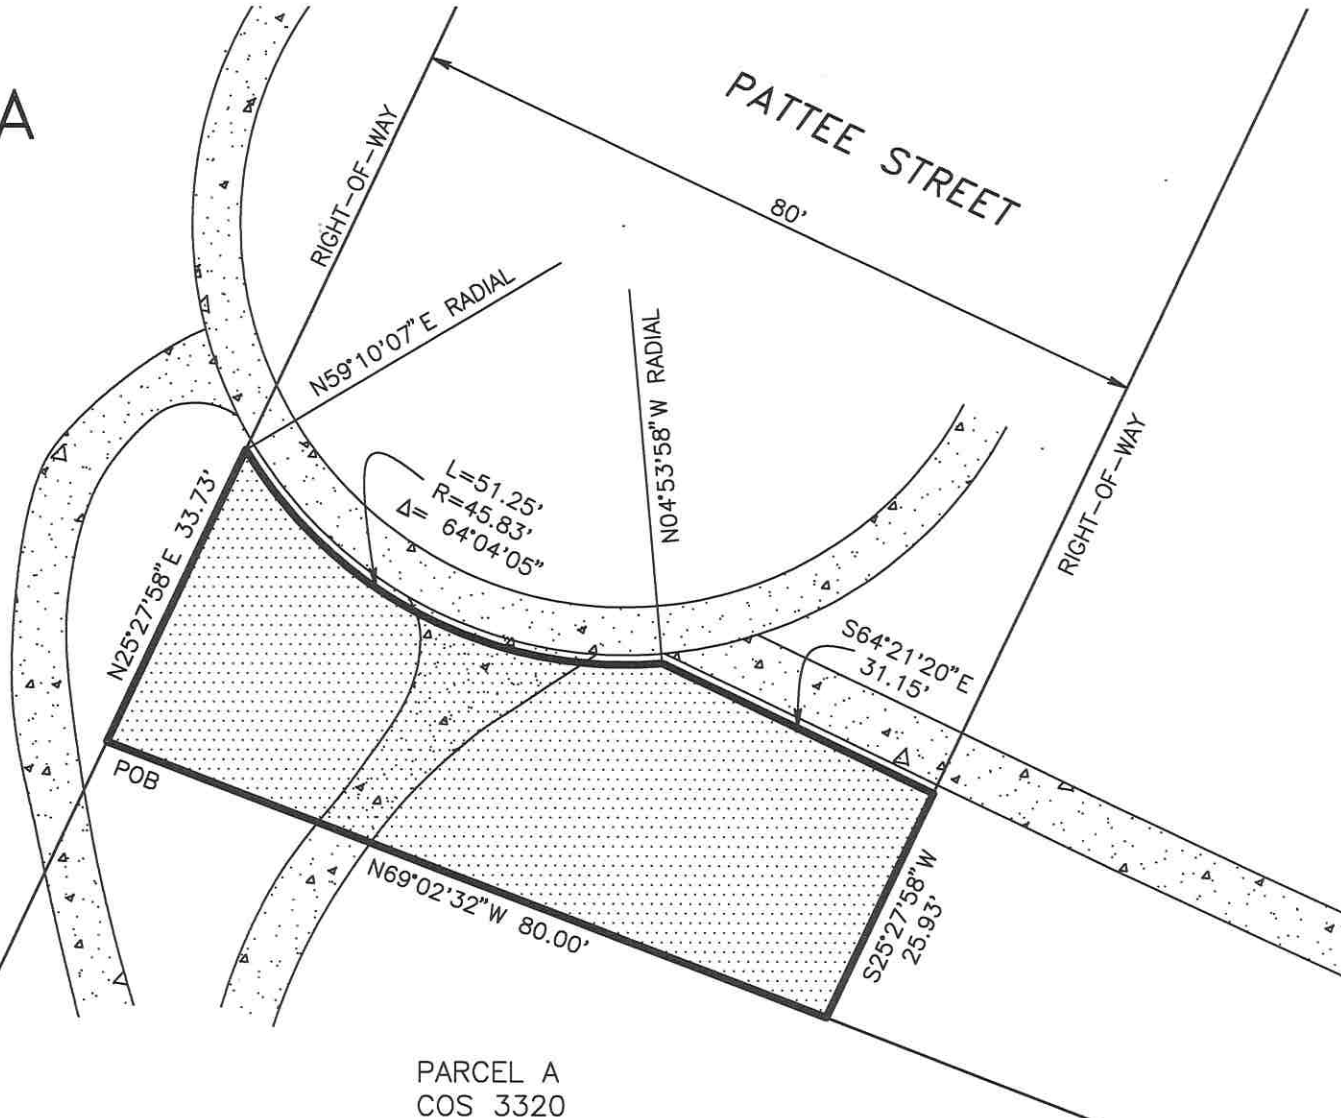 A
PATTEE STREET
80'
RIGHT-OF-WAY
N59°10'07"E RADIAL
N04°53'58"W RADIAL
RIGHT-OF-WAY
L=51.25'
R=45.83'
Δ= 64°04'05"
N25°27'58"E 33.73'
S64°21'20"E
31.15'
POB
N69°02'32"W 80.00'
S25°27'58"W
25.93'
PARCEL A
COS 3320